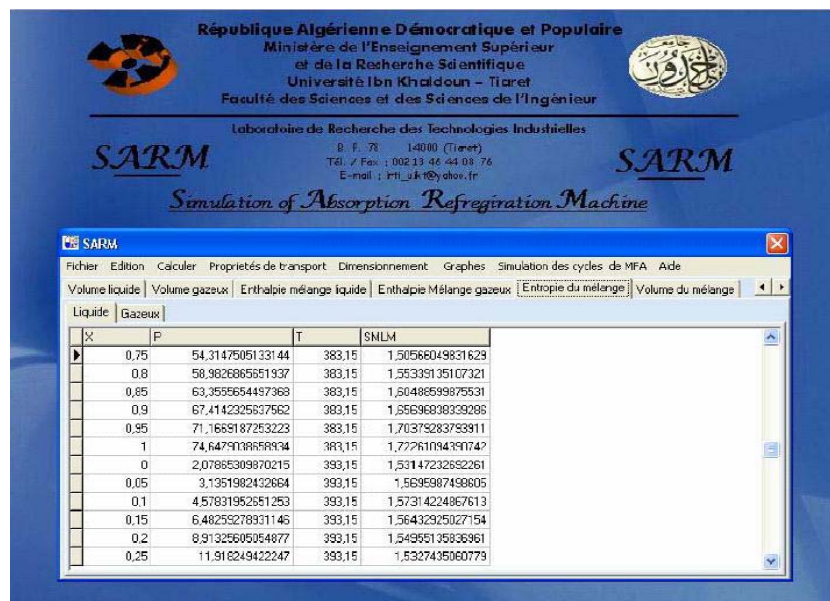 République Algérienne Démocratique et Populaire
Ministère de l'Enseignement Supérieur
et de la Recherche Scientifique
Université Ibn Khaldoun – Tiaret
Faculté des Sciences et des Sciences de l'Ingénieur
Laboratoire de Recherche des Technologies Industrielles
B. P. 78 14000 (Tiaret)
Tél. / Fax : 002 13 46 44 08 76
E-mail :
SARM SARM
Simulation of Absorption Refregiration Machine
SARM
Fichier Edition Calculer Proprietés de transport Dimensionnement Graphes Simulation des cycles de MFA Aide
Volume liquide Volume gazeux Enthalpie mélange liquide Enthalpie Mélange gazeux Entropie du mélange Volume du mélange
Liquide Gazeux
X P T SMLM
0,75 54,3147505133144 383,15 1,50566049831629
0,8 58,9826865651937 383,15 1,55339135107321
0,85 63,3555654497368 383,15 1,60488599875531
0,9 67,4142325637562 383,15 1,65696838339286
0,95 71,1669187253223 383,15 1,70379283793911
1 74,6479038658934 383,15 1,72261094390742
0 2,07865309870215 393,15 1,53147232692261
0,05 3,1351982432664 393,15 1,5695987498605
0,1 4,57831952651253 393,15 1,57314224867613
0,15 6,48259278931146 393,15 1,56432925027154
0,2 8,91325605054877 393,15 1,54955135836961
0,25 11,918249422247 393,15 1,5327435060779